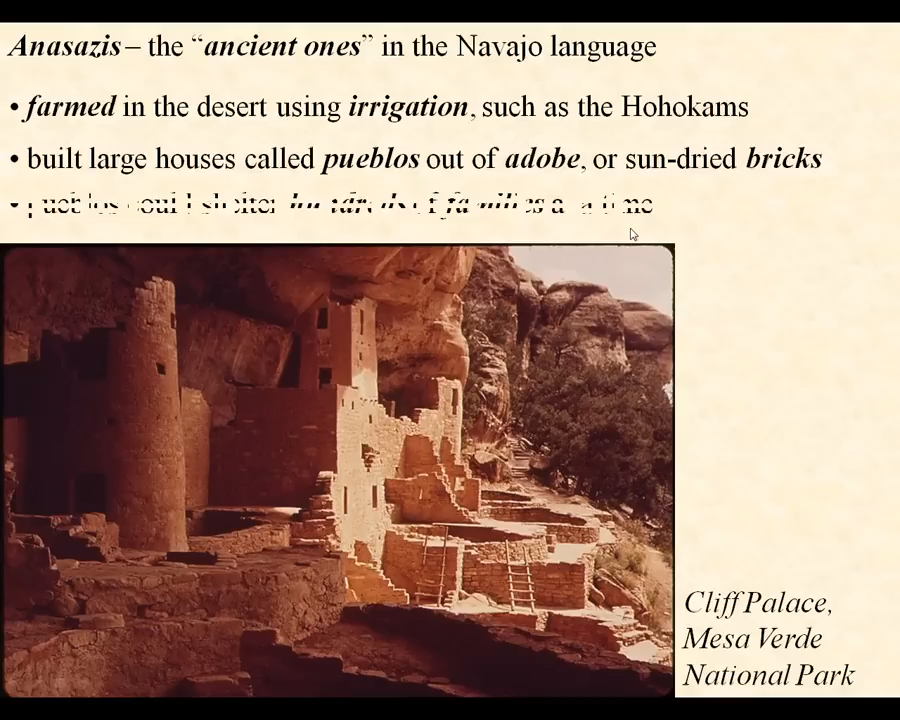 Anasazis – the “ancient ones” in the Navajo language
• farmed in the desert using irrigation, such as the Hohokams
• built large houses called pueblos out of adobe, or sun-dried bricks
• pueblos could shelter hundreds of families at a time
Cliff Palace,
Mesa Verde
National Park